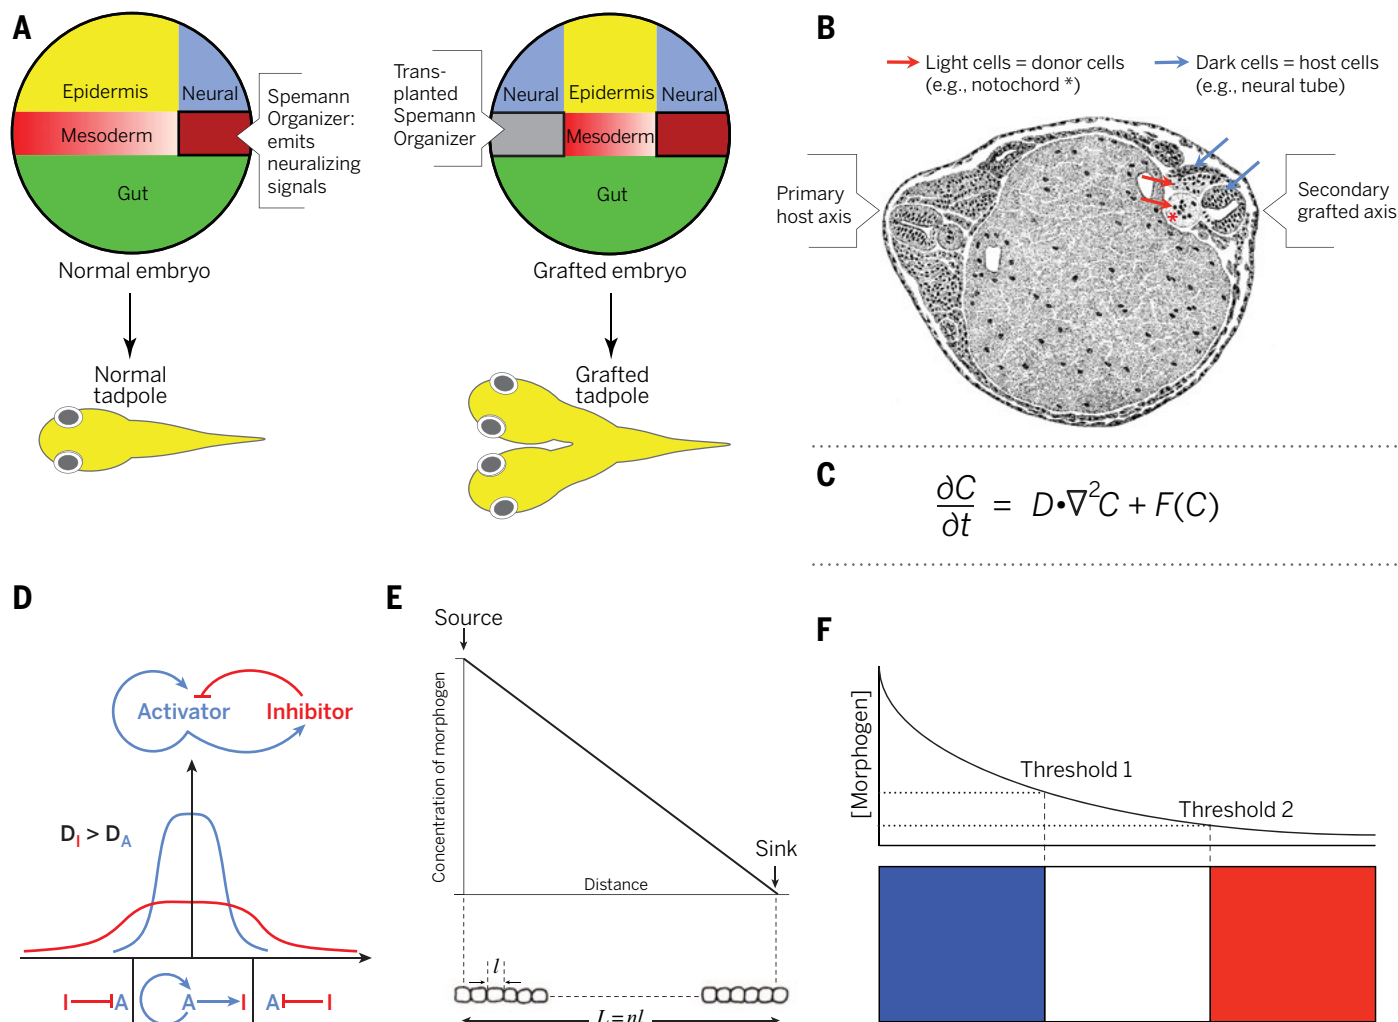 A
Epidermis
Neural
Mesoderm
Gut
Spemann
Organizer:
emits
neuralizing
signals
Normal embryo
Normal
tadpole
Trans-
planted
Spemann
Organizer
Neural
Epidermis
Neural
Mesoderm
Gut
Grafted embryo
Grafted
tadpole
B
Light cells = donor cells
(e.g., notochord *)
Dark cells = host cells
(e.g., neural tube)
Primary
host axis
Secondary
grafted axis
*
C
∂C/∂t = D•∇²C + F(C)
D
Activator
Inhibitor
D_I > D_A
I A
A I
A I
E
Source
Concentration of morphogen
Distance
Sink
l
L = nl
F
[Morphogen]
Threshold 1
Threshold 2